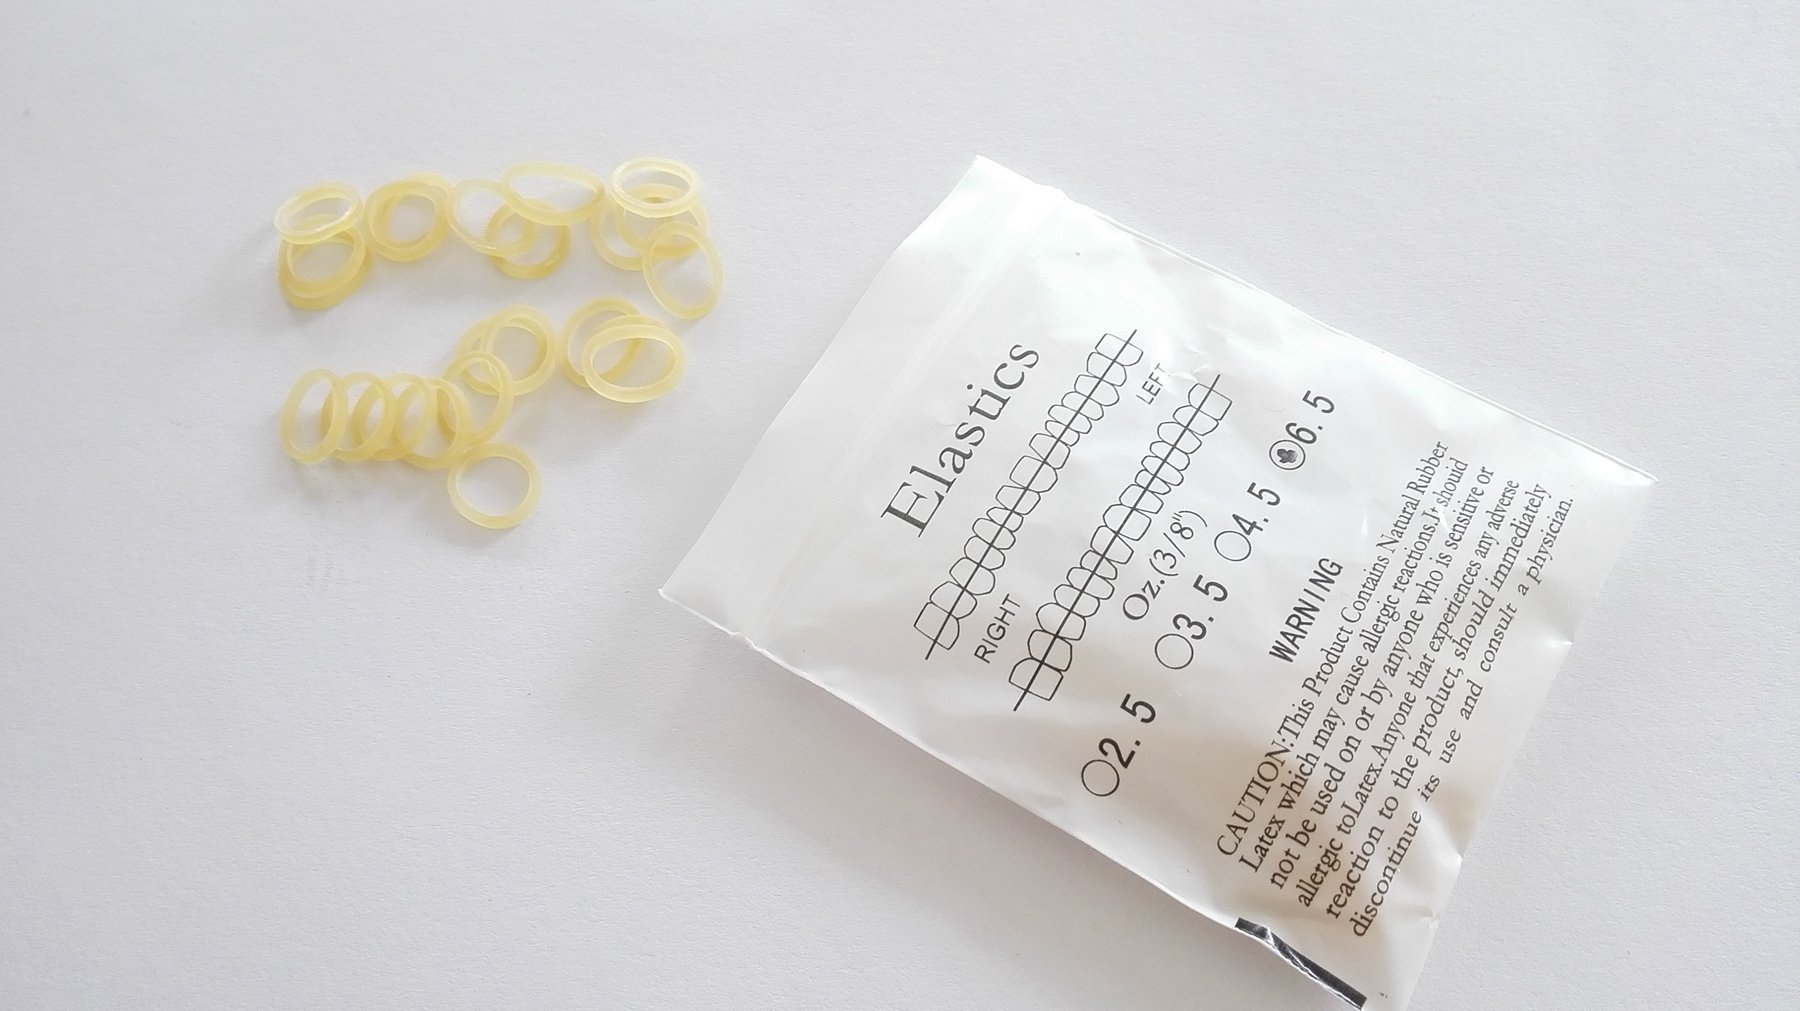 Elastics
LEFT
RIGHT
Oz.(3/8")
2.5 3.5 4.5 6.5
WARNING
CAUTION:This Product Contains Natural Rubber
Latex which may cause allergic reactions.It should
not be used on or by anyone who is sensitive or
allergic toLatex.Anyone that experiences any adverse
reaction to the product, should immediately
discontinue its use and consult a physician.